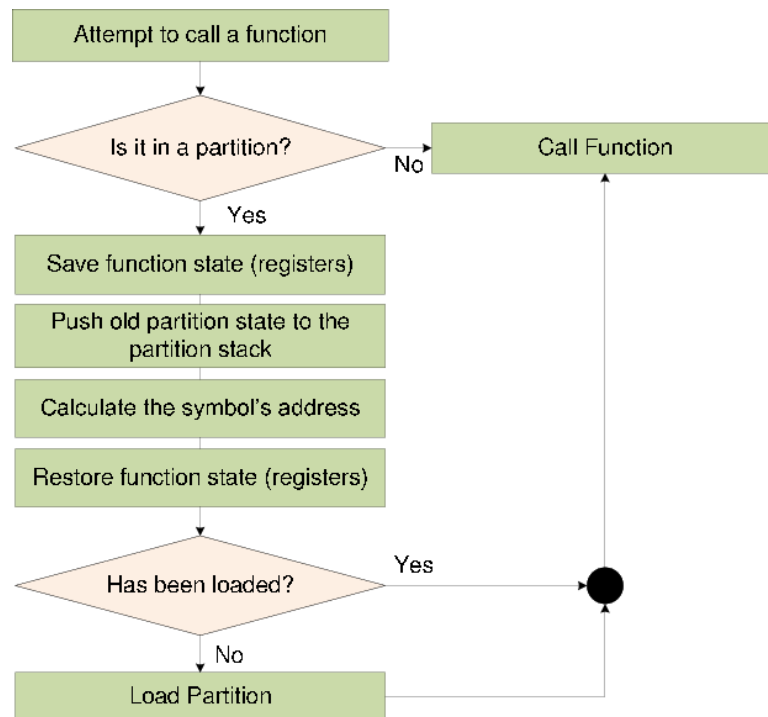 Attempt to call a function
Is it in a partition?
No
Call Function
Yes
Save function state (registers)
Push old partition state to the
partition stack
Calculate the symbol's address
Restore function state (registers)
Has been loaded?
Yes
No
Load Partition